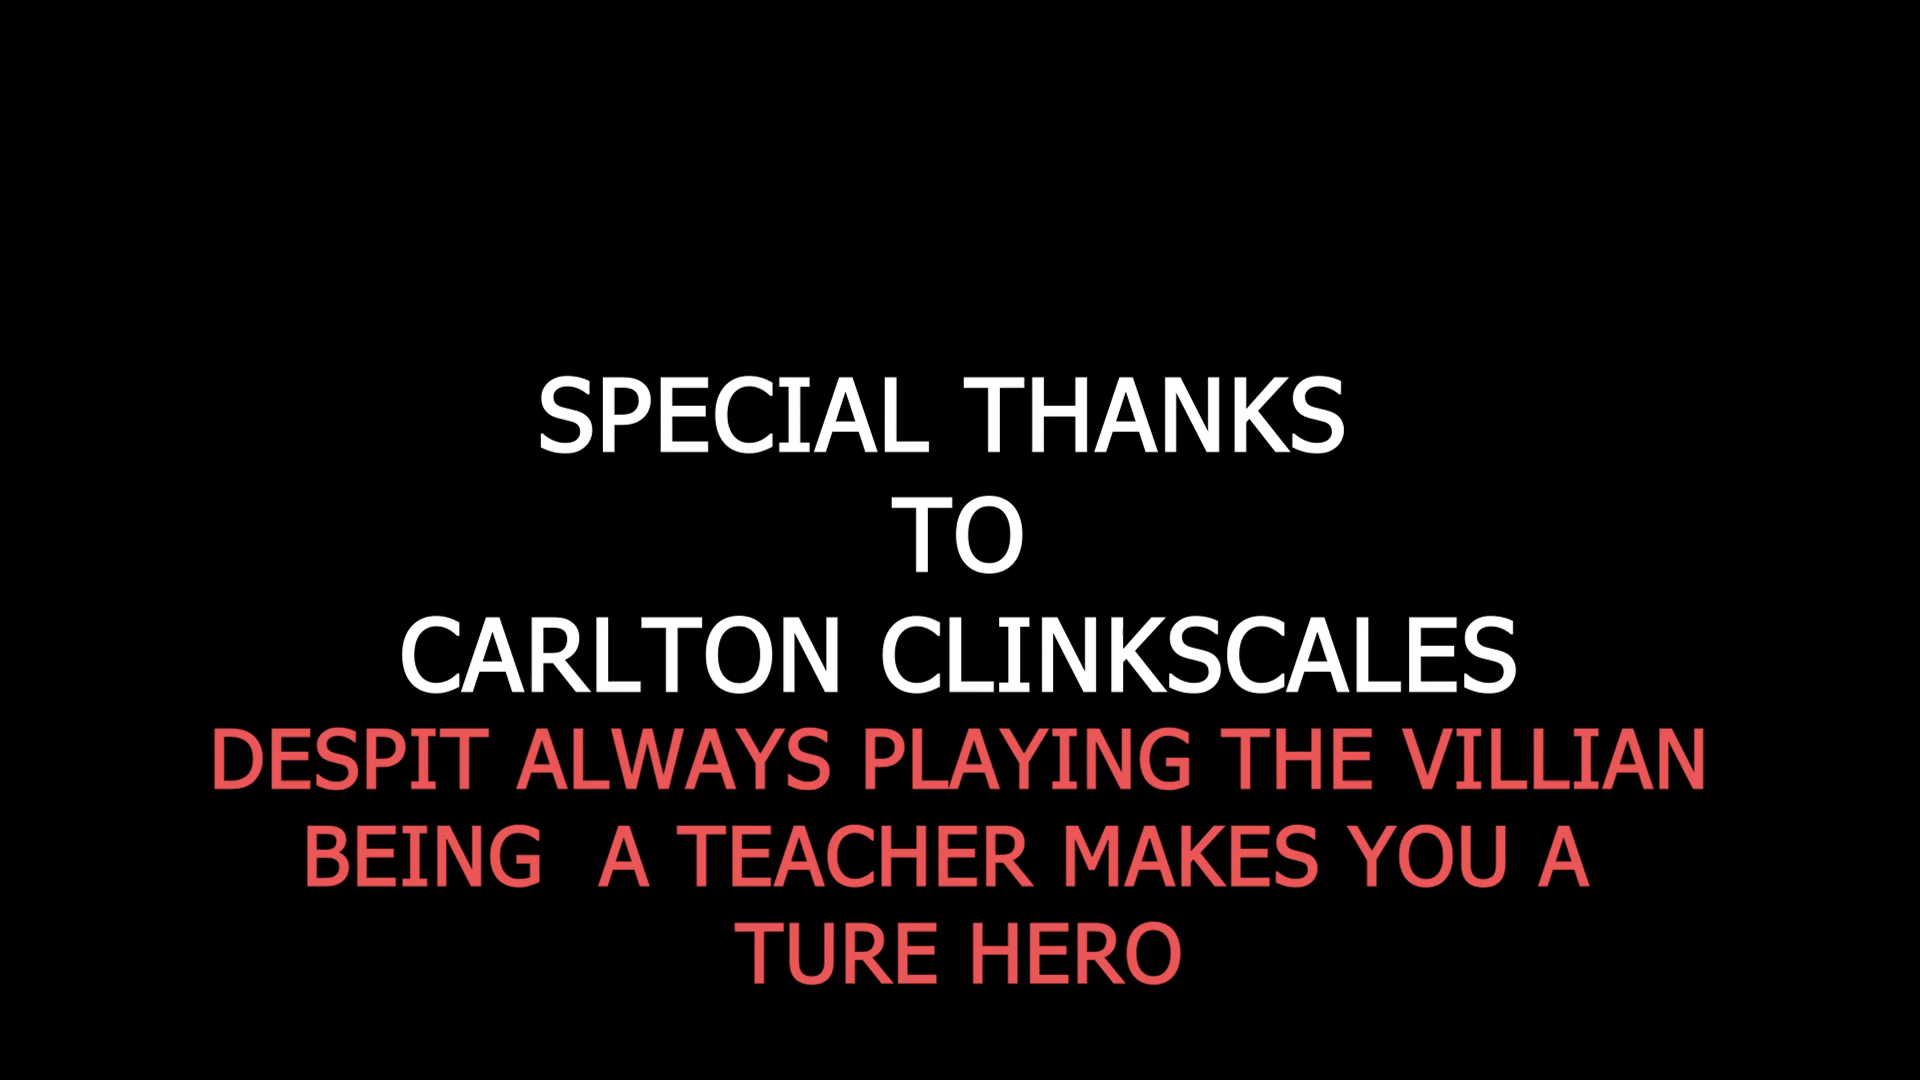 SPECIAL THANKS
TO
CARLTON CLINKSCALES
DESPIT ALWAYS PLAYING THE VILLIAN
BEING  A TEACHER MAKES YOU A
TURE HERO